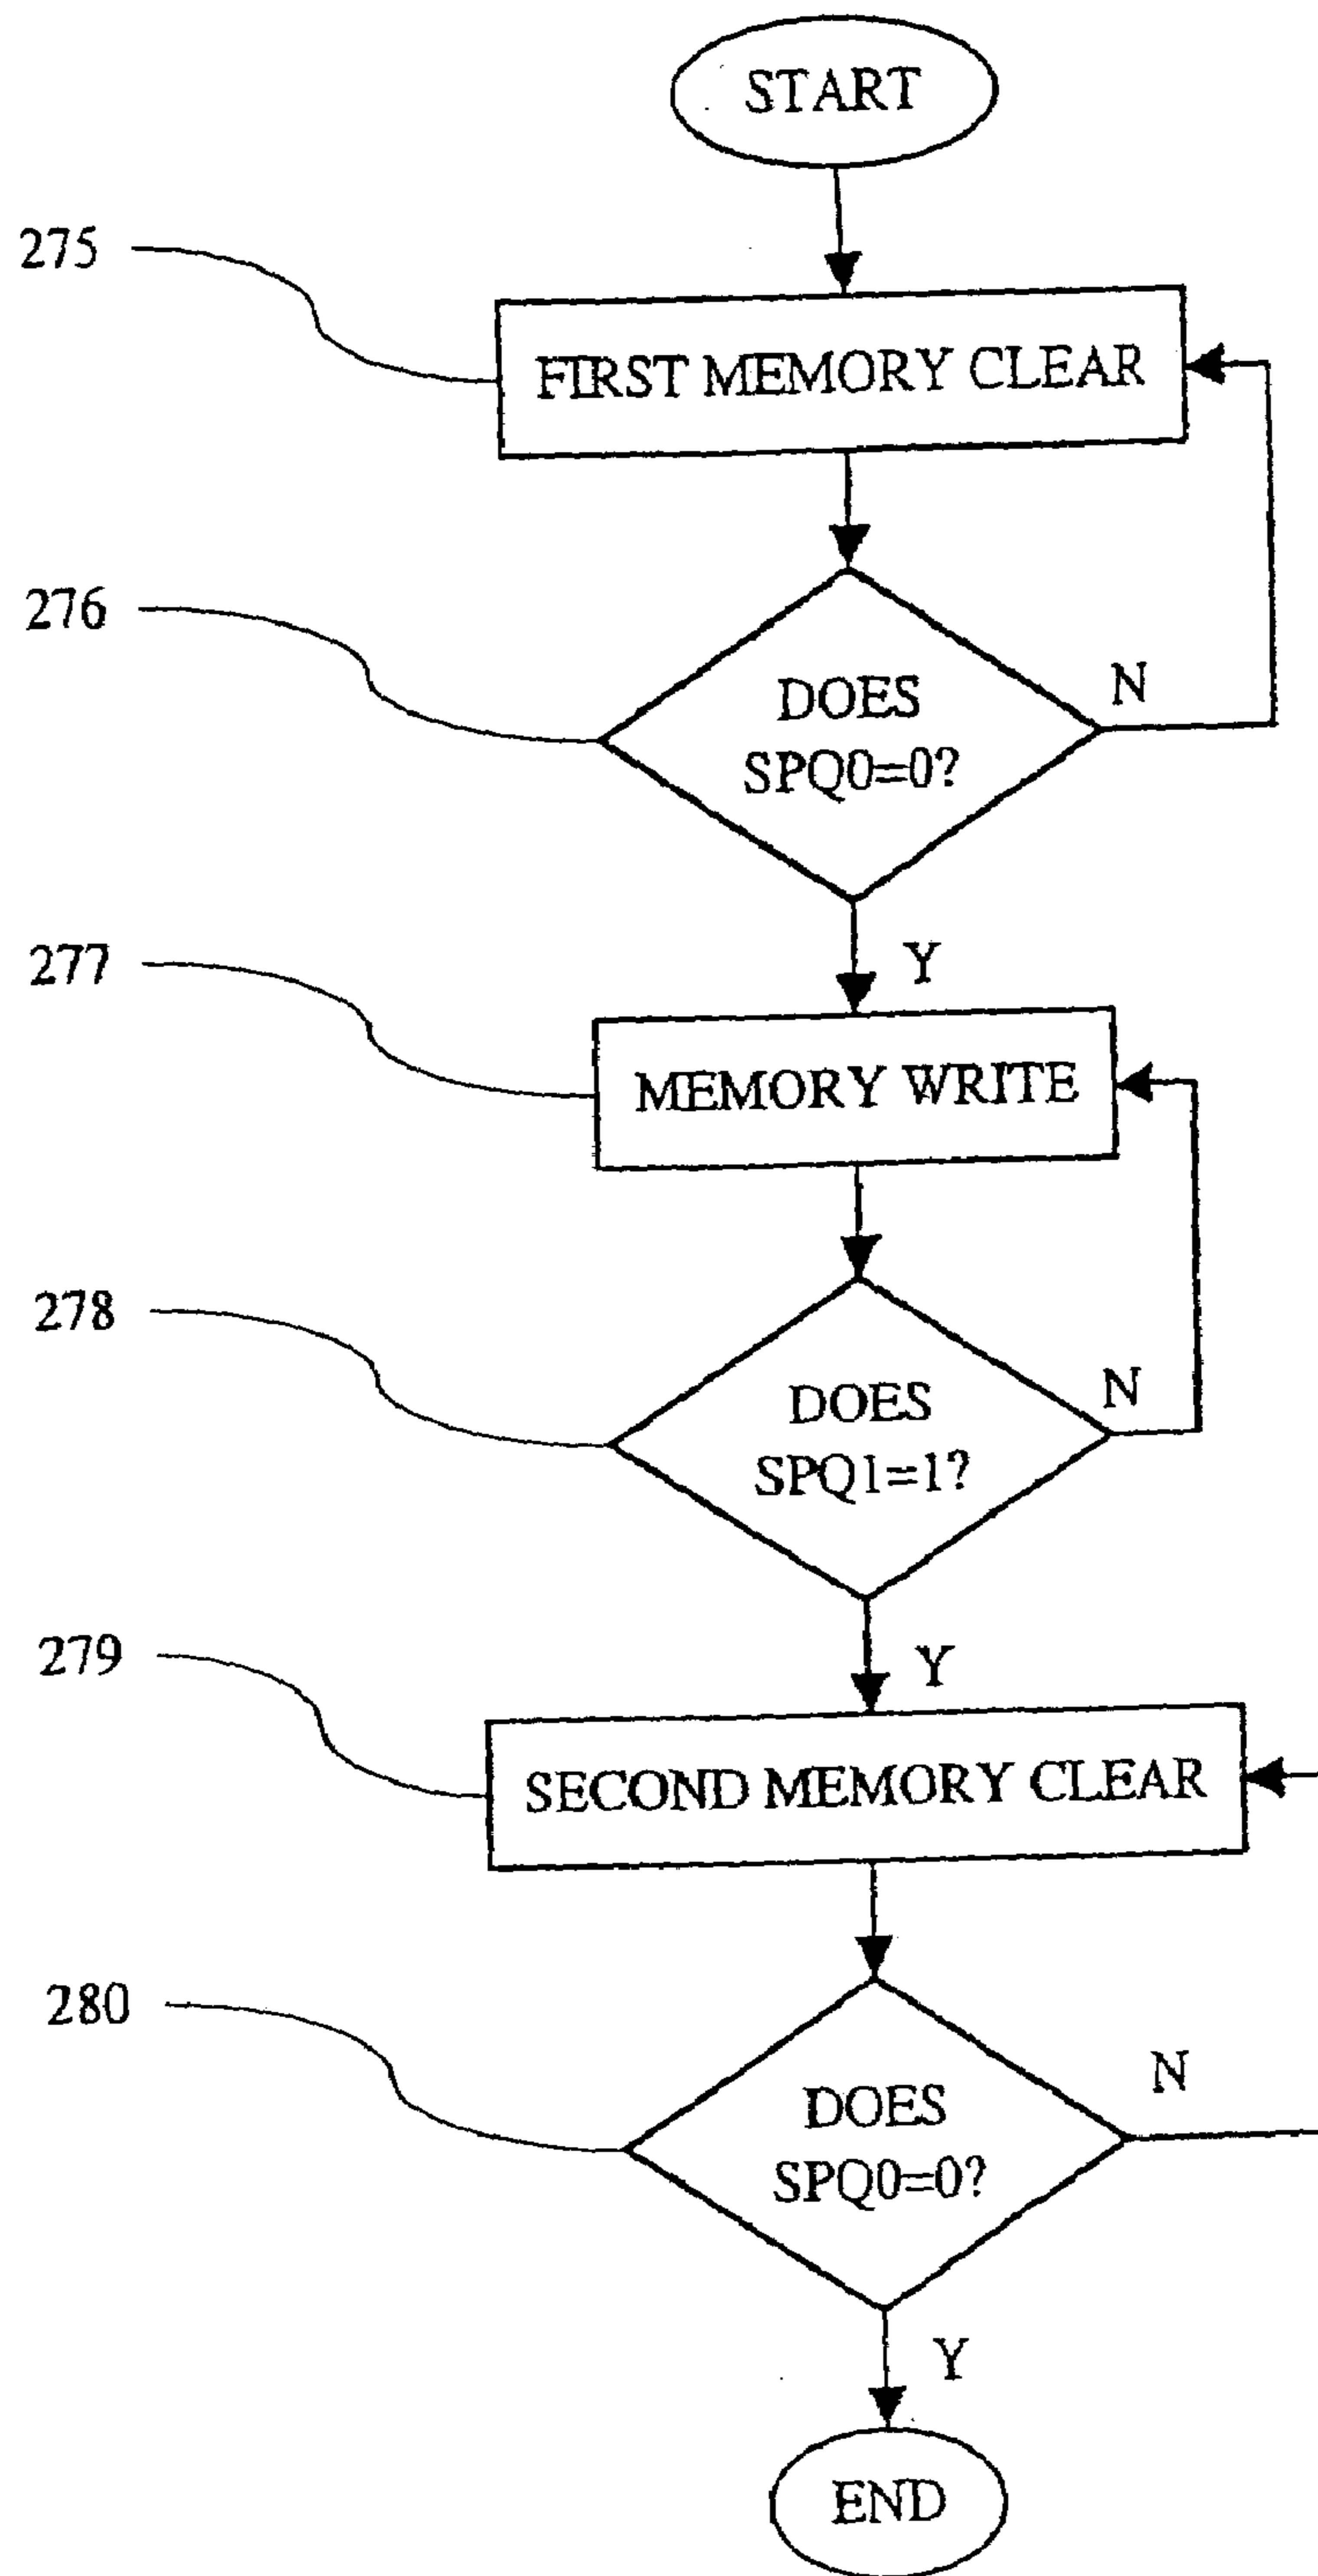 START
275
FIRST MEMORY CLEAR
276
DOES
SPQ0=0?
N
Y
277
MEMORY WRITE
278
DOES
SPQ1=1?
N
Y
279
SECOND MEMORY CLEAR
280
DOES
SPQ0=0?
N
Y
END